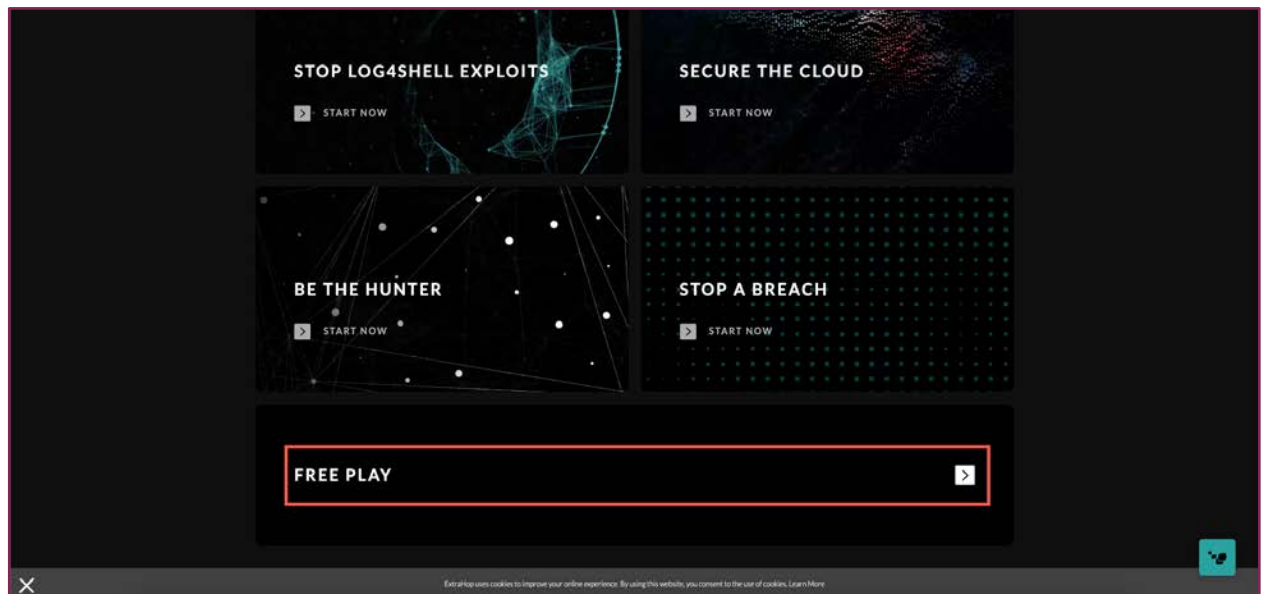 STOP LOG4SHELL EXPLOITS
START NOW
SECURE THE CLOUD
START NOW
BE THE HUNTER
START NOW
STOP A BREACH
START NOW
FREE PLAY
ExtraHop uses cookies to improve your online experience. By using this website, you consent to the use of cookies. Learn More